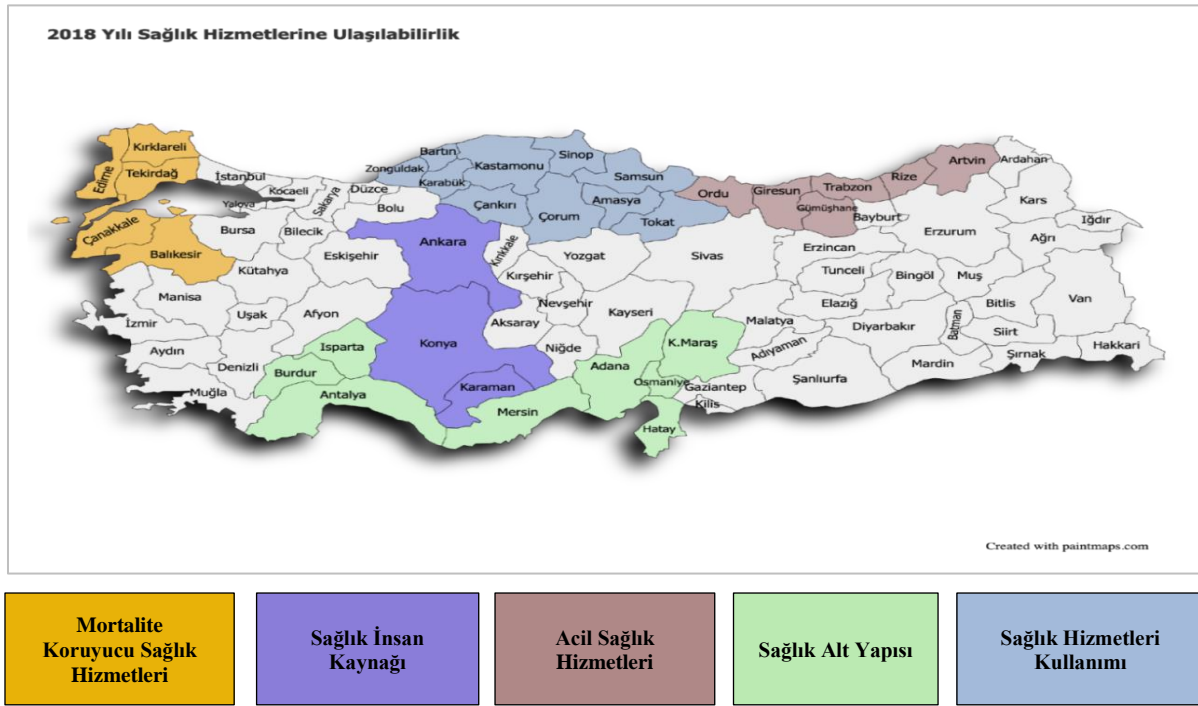 2018 Yılı Sağlık Hizmetlerine Ulaşılabilirlik
Kırklareli
Edirne
Tekirdağ
İstanbul
Kocaeli
Yalova
Sakarya
Düzce
Bolu
Zonguldak
Bartın
Karabük
Kastamonu
Sinop
Çankırı
Çorum
Samsun
Amasya
Tokat
Ordu
Giresun
Trabzon
Gümüşhane
Rize
Artvin
Ardahan
Bayburt
Kars
Iğdır
Çanakkale
Balıkesir
Bursa
Bilecik
Kütahya
Eskişehir
Ankara
Kırıkkale
Kırşehir
Yozgat
Sivas
Erzincan
Erzurum
Ağrı
Tunceli
Bingöl
Muş
Manisa
Uşak
Afyon
İzmir
Konya
Aksaray
Nevşehir
Niğde
Kayseri
Malatya
Elazığ
Diyarbakır
Batman
Bitlis
Siirt
Van
Hakkari
Şırnak
Mardin
Şanlıurfa
Adıyaman
K.Maraş
Gaziantep
Kilis
Osmaniye
Adana
Hatay
Mersin
Karaman
Antalya
Isparta
Burdur
Denizli
Aydın
Muğla
Created with paintmaps.com
Mortalite
Koruyucu Sağlık
Hizmetleri
Sağlık İnsan
Kaynağı
Acil Sağlık
Hizmetleri
Sağlık Alt Yapısı
Sağlık Hizmetleri
Kullanımı